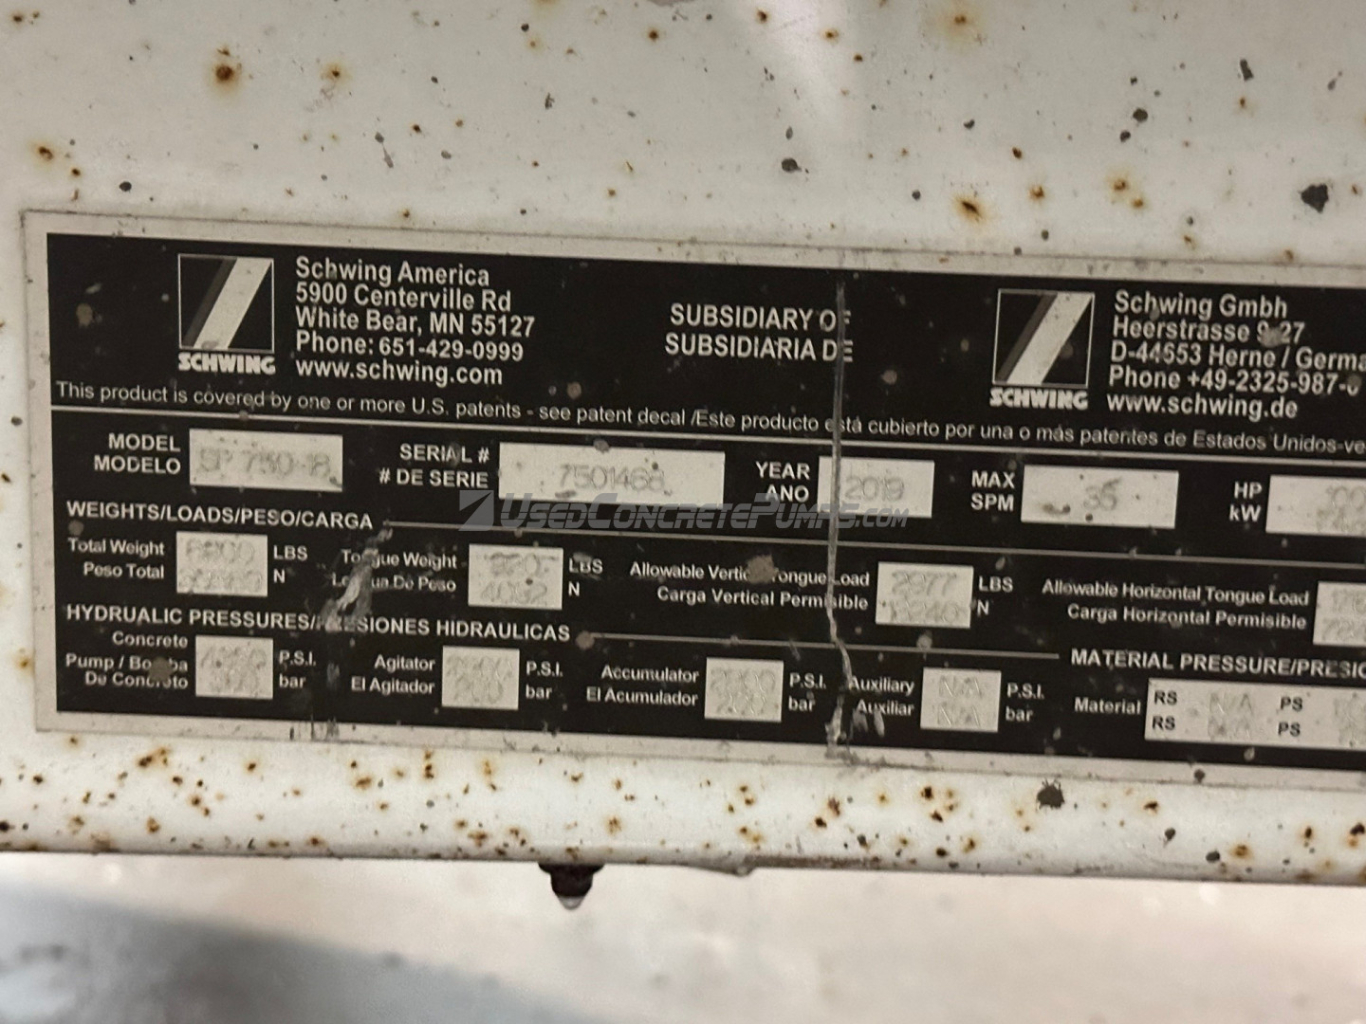 Schwing America
5900 Centerville Rd
White Bear, MN 55127
Phone: 651-429-0999
www.schwing.com
SCHWING
SUBSIDIARY OF
SUBSIDIARIA DE
Schwing Gmbh
Heerstrasse 9-27
D-44653 Herne / Germa
Phone +49-2325-987-0
www.schwing.de
SCHWING
This product is covered by one or more U.S. patents - see patent decal /Este producto está cubierto por una o más patentes de Estados Unidos-ve
MODEL
MODELO
SP 750-18
SERIAL #
# DE SERIE
7501468
YEAR
ANO
2019
MAX
SPM
35
HP
kW
USEDCONCRETEPUMPS.COM
WEIGHTS/LOADS/PESO/CARGA
Total Weight
Peso Total
LBS
N
Tongue Weight
Lengua De Peso
920
4092
LBS
N
Allowable Vertical Tongue Load
Carga Vertical Permisible
2977
LBS
N
Allowable Horizontal Tongue Load
Carga Horizontal Permisible
HYDRUALIC PRESSURES/PRESIONES HIDRAULICAS
Concrete
Pump / Bomba
De Concreto
P.S.I.
bar
Agitator
El Agitador
P.S.I.
bar
Accumulator
El Acumulador
P.S.I.
bar
Auxiliary
Auxiliar
N/A
N/A
P.S.I.
bar
MATERIAL PRESSURE/PRESIO
Material
RS N/A PS
RS N/A PS